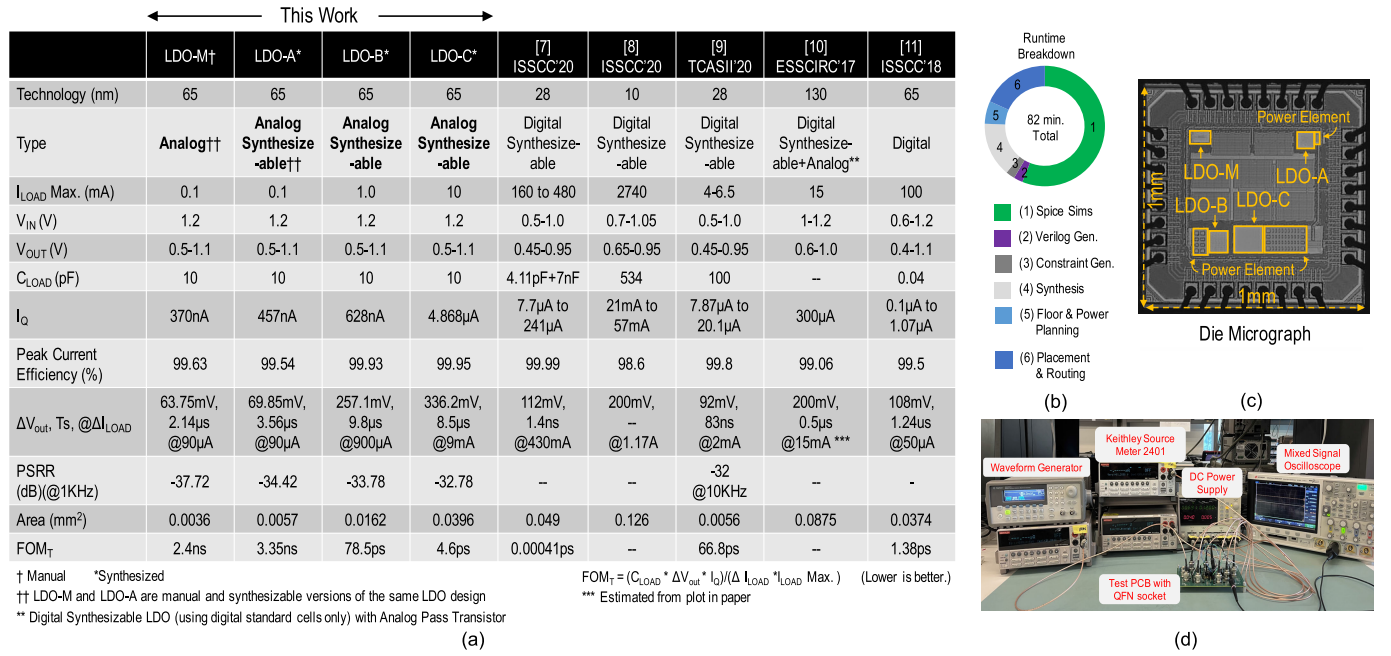 This Work
LDO-M† LDO-A* LDO-B* LDO-C* [7] ISSCC'20 [8] ISSCC'20 [9] TCASII'20 [10] ESSCIRC'17 [11] ISSCC'18
Technology (nm) 65 65 65 65 28 10 28 130 65
Type Analog†† Analog Synthesize-able†† Analog Synthesize-able Analog Synthesize-able Digital Synthesize-able Digital Synthesize-able Digital Synthesize-able Digital Synthesize-able+Analog** Digital
I_LOAD Max. (mA) 0.1 0.1 1.0 10 160 to 480 2740 4-6.5 15 100
V_IN (V) 1.2 1.2 1.2 1.2 0.5-1.0 0.7-1.05 0.5-1.0 1-1.2 0.6-1.2
V_OUT (V) 0.5-1.1 0.5-1.1 0.5-1.1 0.5-1.1 0.45-0.95 0.65-0.95 0.45-0.95 0.6-1.0 0.4-1.1
C_LOAD (pF) 10 10 10 10 4.11pF+7nF 534 100 -- 0.04
I_Q 370nA 457nA 628nA 4.868µA 7.7µA to 241µA 21mA to 57mA 7.87µA to 20.1µA 300µA 0.1µA to 1.07µA
Peak Current Efficiency (%) 99.63 99.54 99.93 99.95 99.99 98.6 99.8 99.06 99.5
ΔV_out, Ts, @ΔI_LOAD 63.75mV, 2.14µs @90µA 69.85mV, 3.56µs @90µA 257.1mV, 9.8µs @900µA 336.2mV, 8.5µs @9mA 112mV, 1.4ns @430mA 200mV, -- @1.17A 92mV, 83ns @2mA 200mV, 0.5µs @15mA *** 108mV, 1.24us @50µA
PSRR (dB)(@1KHz) -37.72 -34.42 -33.78 -32.78 -- -- -32 @10KHz -- -
Area (mm²) 0.0036 0.0057 0.0162 0.0396 0.049 0.126 0.0056 0.0875 0.0374
FOM_T 2.4ns 3.35ns 78.5ps 4.6ps 0.00041ps -- 66.8ps -- 1.38ps
† Manual *Synthesized
†† LDO-M and LDO-A are manual and synthesizable versions of the same LDO design
** Digital Synthesizable LDO (using digital standard cells only) with Analog Pass Transistor
FOM_T = (C_LOAD * ΔV_out * I_Q)/(Δ I_LOAD *I_LOAD Max. ) (Lower is better.)
*** Estimated from plot in paper
(a)
Runtime
Breakdown
82 min.
Total
1
2
3
4
5
6
(1) Spice Sims
(2) Verilog Gen.
(3) Constraint Gen.
(4) Synthesis
(5) Floor & Power
Planning
(6) Placement
& Routing
(b)
Power Element
LDO-M
LDO-A
LDO-B LDO-C
Power Element
1mm
1mm
Die Micrograph
(c)
Waveform Generator
Keithley Source
Meter 2401
DC Power
Supply
Mixed Signal
Oscilloscope
Test PCB with
QFN socket
(d)